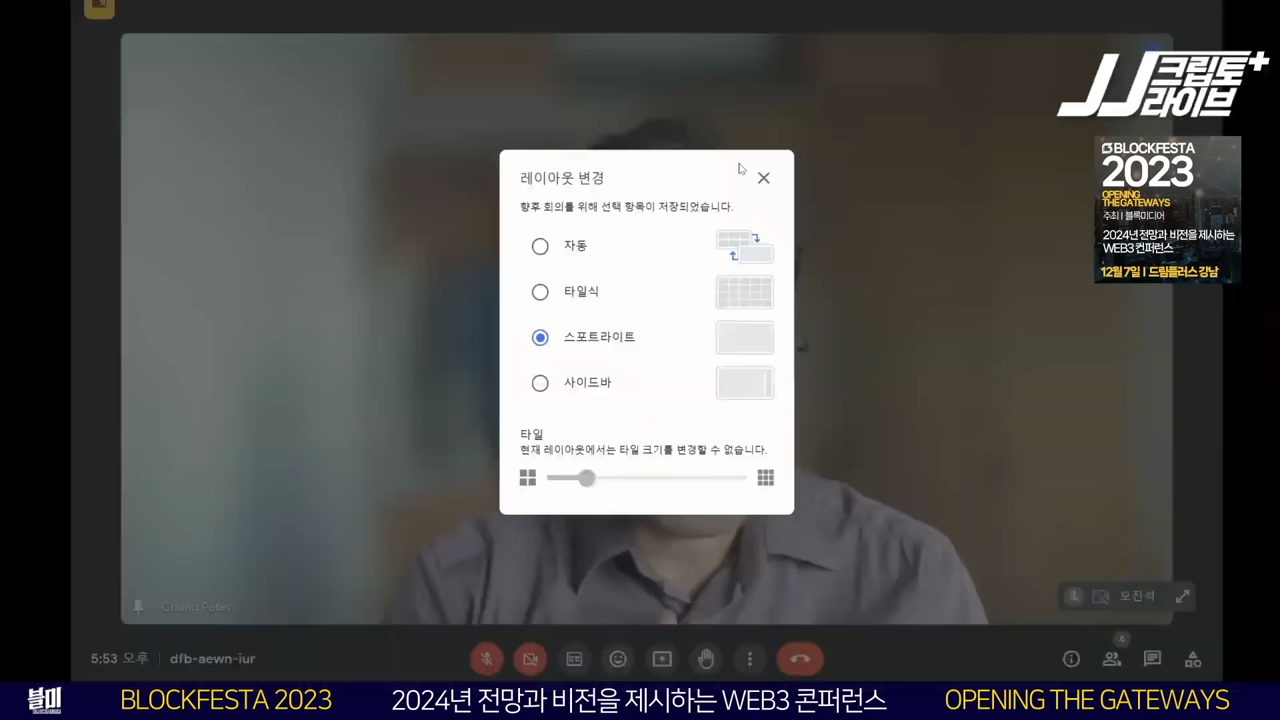 JJ 크립토+
라이브
BLOCKFESTA
2023
OPENING
THE GATEWAYS
주최 I 블록미디어
2024년 전망과 비전을 제시하는
WEB3 컨퍼런스
12월 7일 I 드림플러스 강남
레이아웃 변경
향후 회의를 위해 선택 항목이 저장되었습니다.
자동
타일식
스포트라이트
사이드바
타일
현재 레이아웃에서는 타일 크기를 변경할 수 없습니다.
Chung Peter
오진석
5:53 오후 | dfb-aewn-iur
4
블미 BLOCKFESTA 2023 2024년 전망과 비전을 제시하는 WEB3 콘퍼런스 OPENING THE GATEWAYS